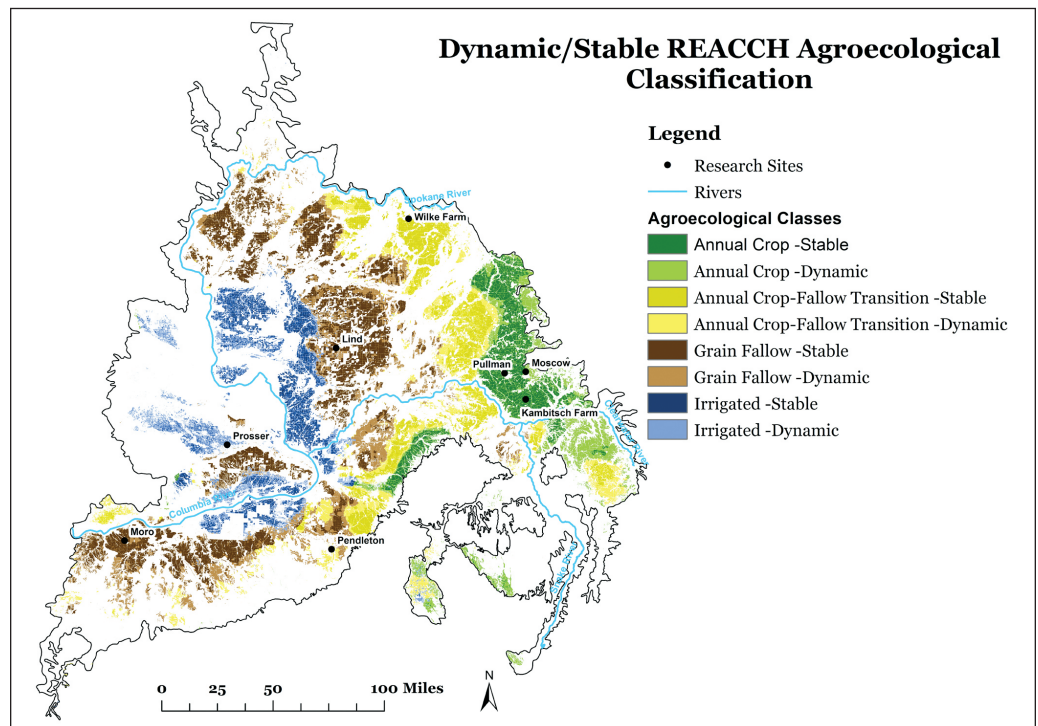 Dynamic/Stable REACCH Agroecological
Classification
Legend
Research Sites
Rivers
Agroecological Classes
Annual Crop -Stable
Annual Crop -Dynamic
Annual Crop-Fallow Transition -Stable
Annual Crop-Fallow Transition -Dynamic
Grain Fallow -Stable
Grain Fallow -Dynamic
Irrigated -Stable
Irrigated -Dynamic
Spokane River
Wilke Farm
Lind
Pullman
Moscow
Kambitsch Farm
Prosser
Columbia River
Moro
Pendleton
Snake River
N
0 25 50 100 Miles